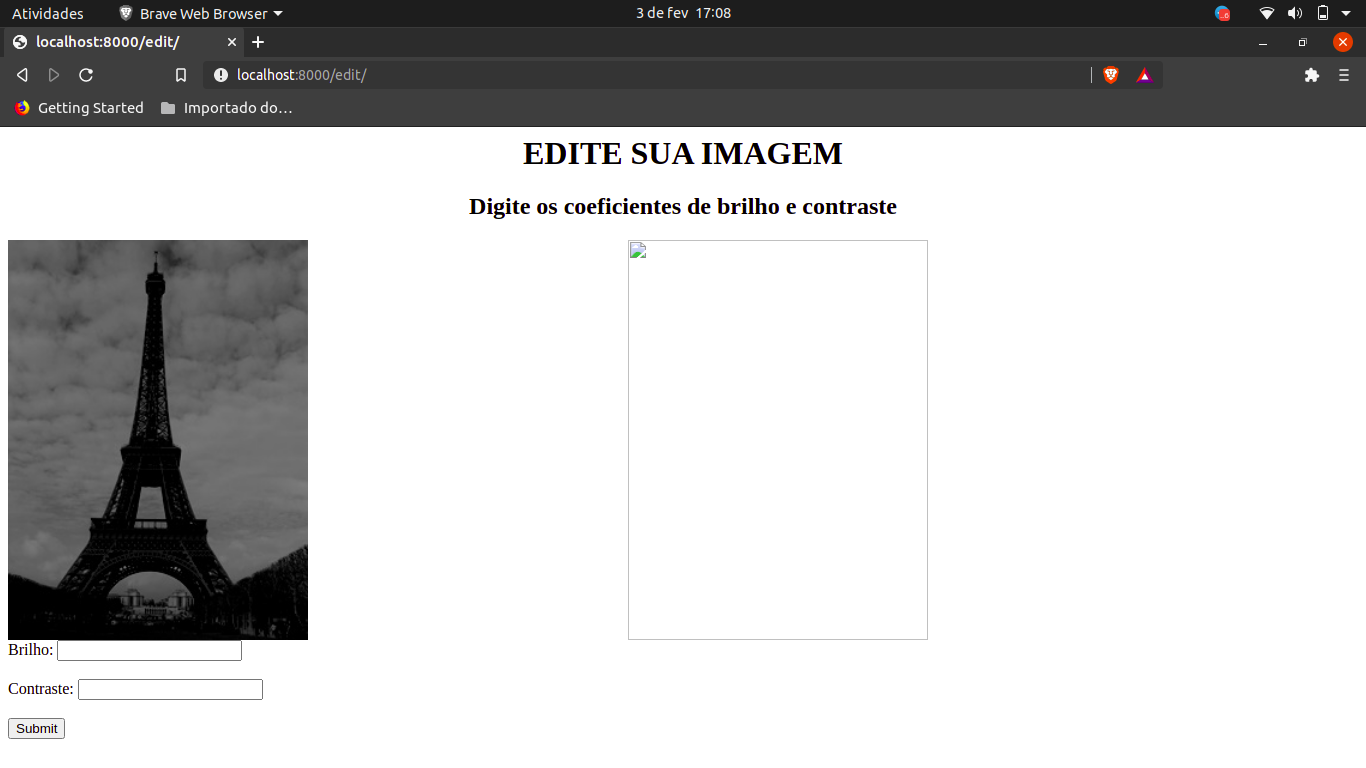 Atividades Brave Web Browser 3 de fev 17:08
localhost:8000/edit/
localhost:8000/edit/
Getting Started Importado do…
EDITE SUA IMAGEM
Digite os coeficientes de brilho e contraste
Brilho:
Contraste:
Submit